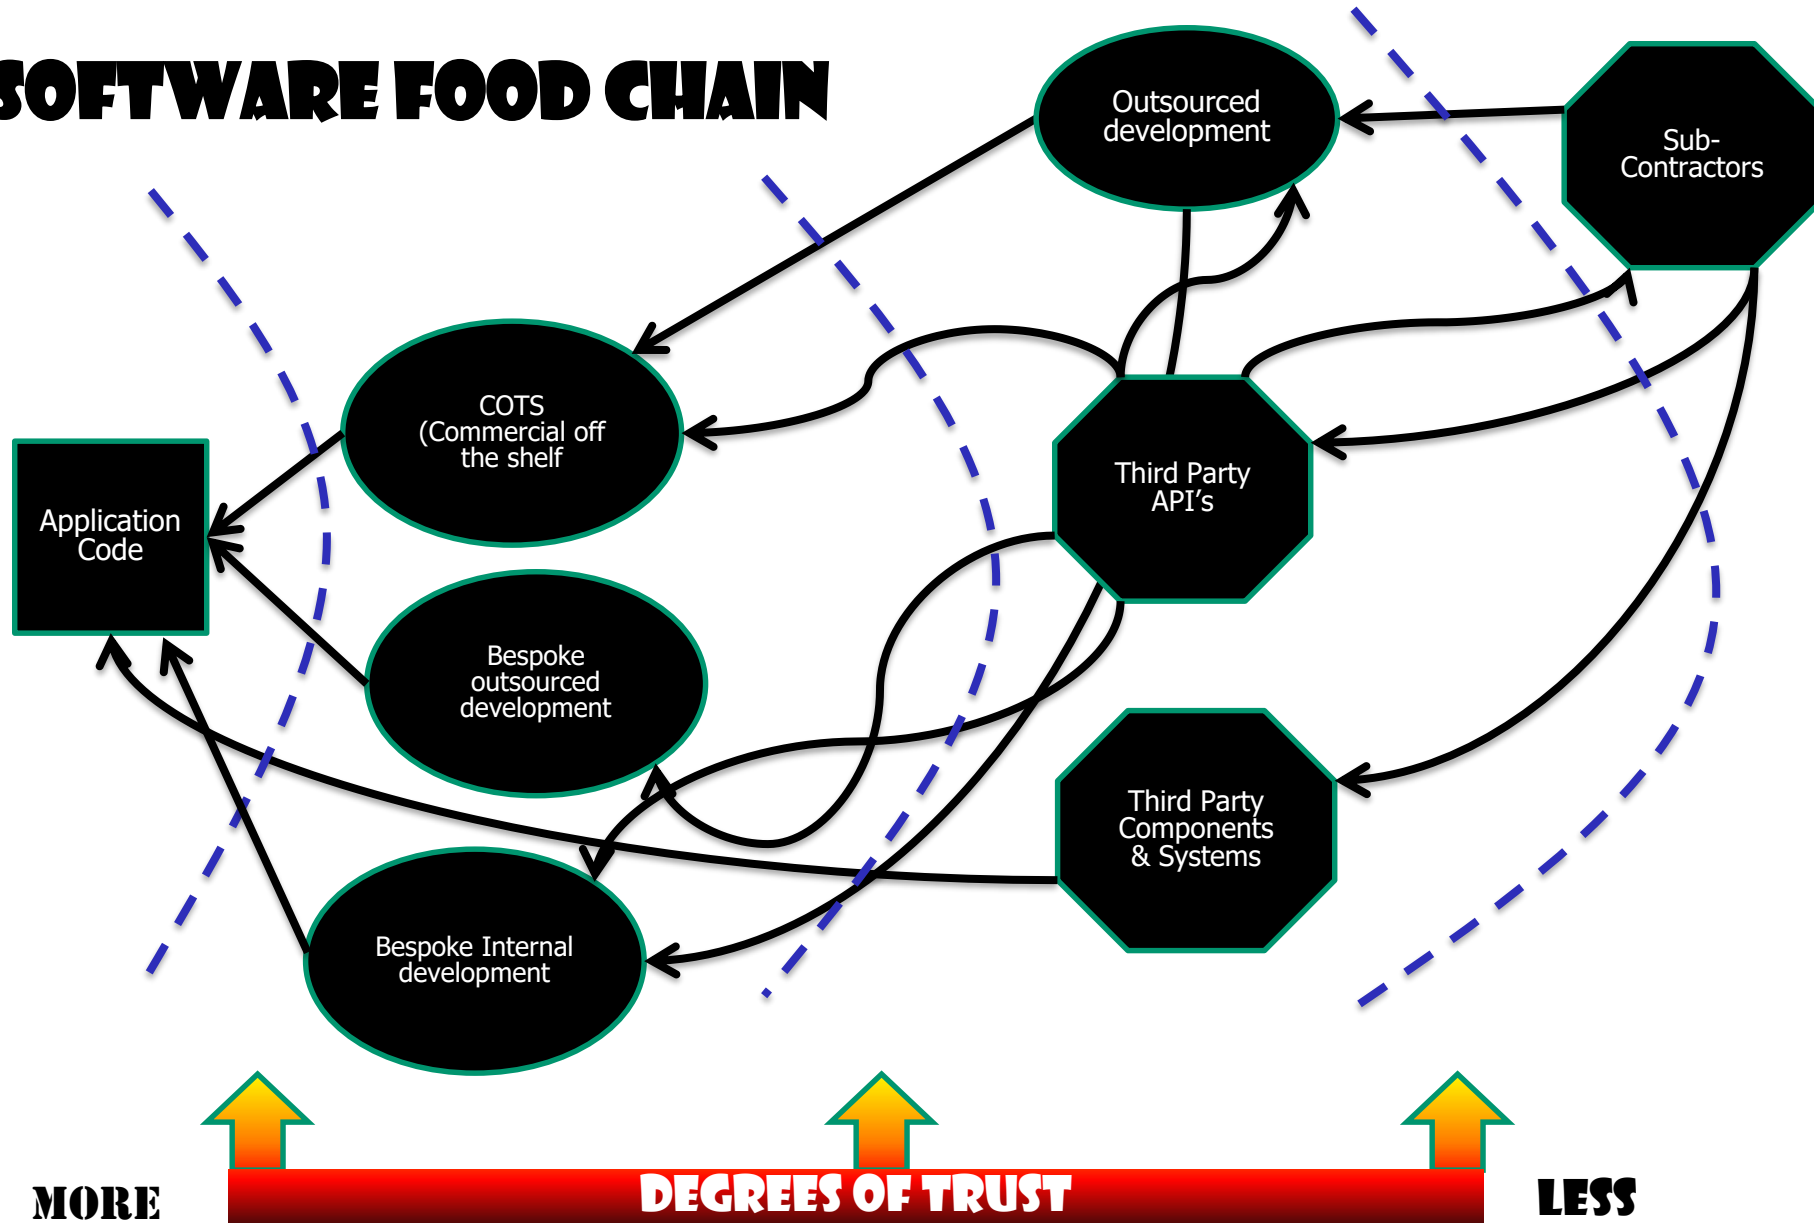 SOFTWARE FOOD CHAIN
Outsourced
development
Sub-
Contractors
COTS
(Commercial off
the shelf
Third Party
API’s
Application
Code
Bespoke
outsourced
development
Third Party
Components
& Systems
Bespoke Internal
development
MORE
DEGREES OF TRUST
LESS